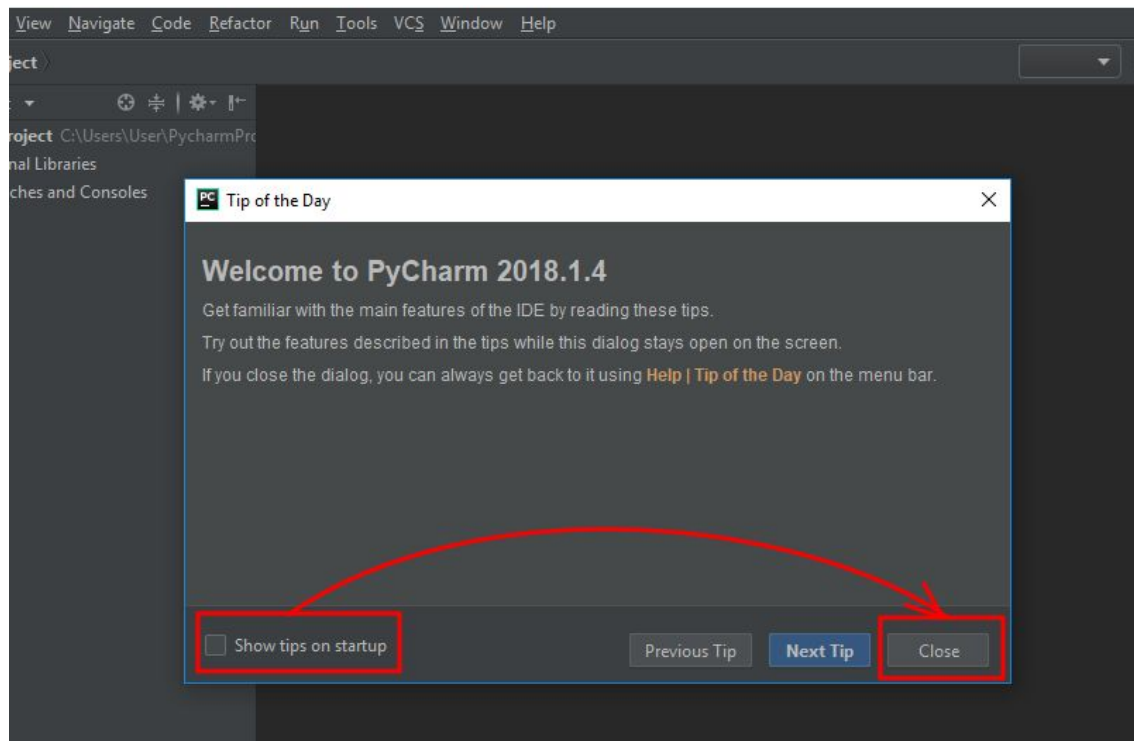 View Navigate Code Refactor Run Tools VCS Window Help
ject
roject C:\Users\User\PycharmPro
nal Libraries
ches and Consoles
PC Tip of the Day
Welcome to PyCharm 2018.1.4
Get familiar with the main features of the IDE by reading these tips.
Try out the features described in the tips while this dialog stays open on the screen.
If you close the dialog, you can always get back to it using Help | Tip of the Day on the menu bar.
Show tips on startup Previous Tip Next Tip Close